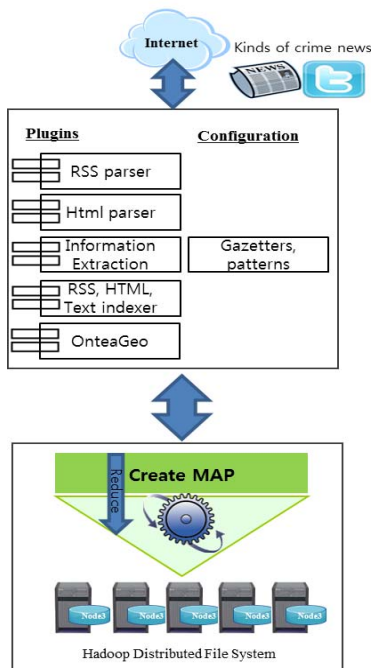 Internet
Kinds of crime news
NEWS
Plugins
Configuration
RSS parser
Html parser
Information
Extraction
Gazetters,
patterns
RSS, HTML,
Text indexer
OnteaGeo
Create MAP
Reduce
Node3
Node3
Node3
Node3
Node3
Hadoop Distributed File System